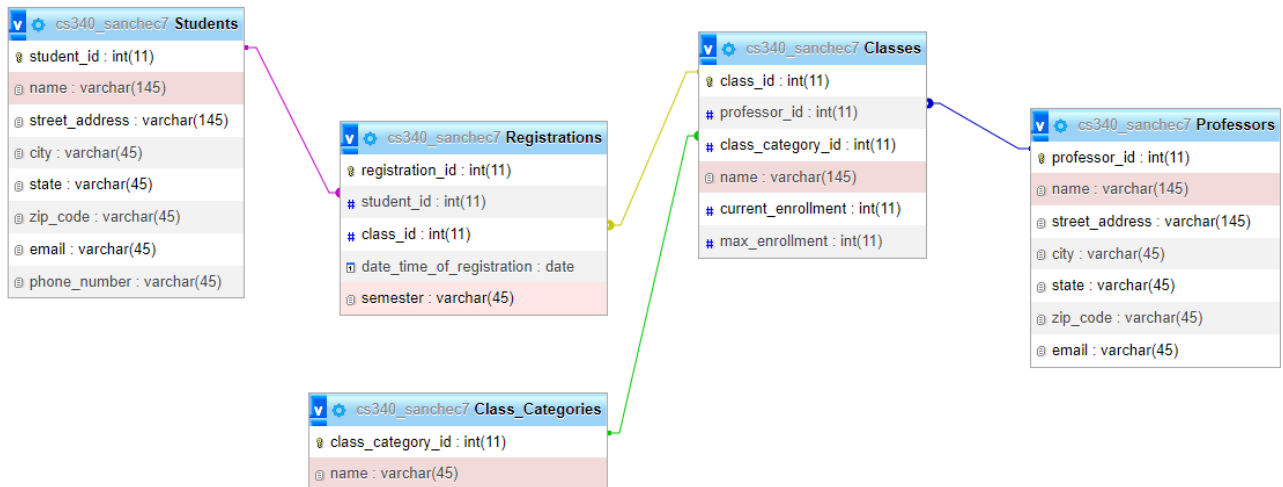 cs340_sanchec7 Students
student_id : int(11)
name : varchar(145)
street_address : varchar(145)
city : varchar(45)
state : varchar(45)
zip_code : varchar(45)
email : varchar(45)
phone_number : varchar(45)
cs340_sanchec7 Registrations
registration_id : int(11)
student_id : int(11)
class_id : int(11)
date_time_of_registration : date
semester : varchar(45)
cs340_sanchec7 Class_Categories
class_category_id : int(11)
name : varchar(45)
cs340_sanchec7 Classes
class_id : int(11)
professor_id : int(11)
class_category_id : int(11)
name : varchar(145)
current_enrollment : int(11)
max_enrollment : int(11)
cs340_sanchec7 Professors
professor_id : int(11)
name : varchar(145)
street_address : varchar(145)
city : varchar(45)
state : varchar(45)
zip_code : varchar(45)
email : varchar(45)